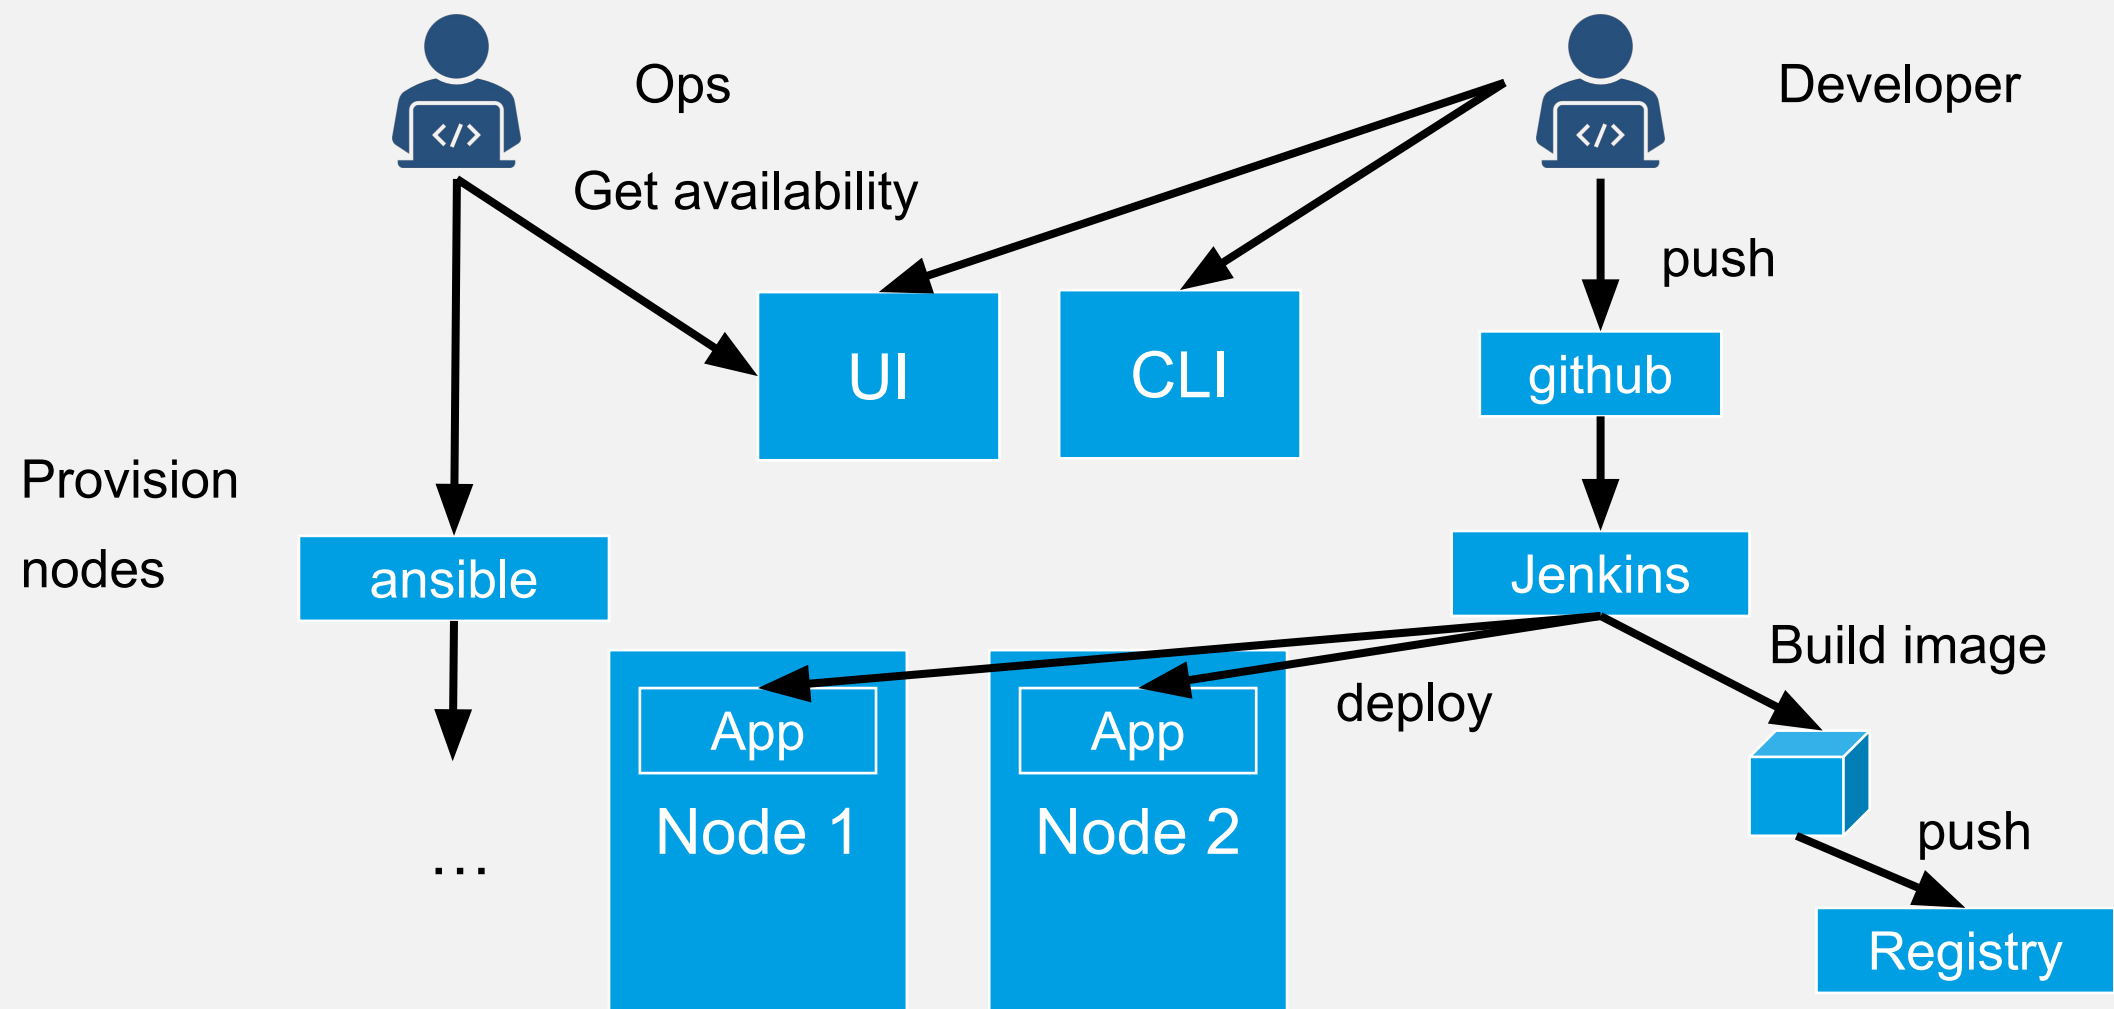 Ops
Developer
</>
</>
Get availability
push
UI
CLI
github
Provision
nodes
ansible
Jenkins
Build image
deploy
App
App
Node 1
Node 2
push
...
Registry